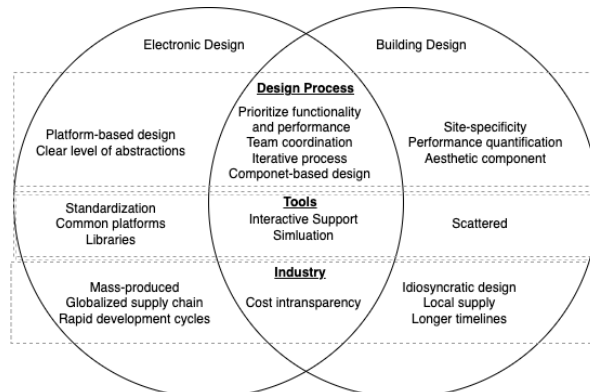 Electronic Design
Building Design
Design Process
Prioritize functionality
and performance
Team coordination
Iterative process
Componet-based design
Platform-based design
Clear level of abstractions
Site-specificity
Performance quantification
Aesthetic component
Tools
Interactive Support
Simluation
Standardization
Common platforms
Libraries
Scattered
Industry
Cost intransparency
Mass-produced
Globalized supply chain
Rapid development cycles
Idiosyncratic design
Local supply
Longer timelines